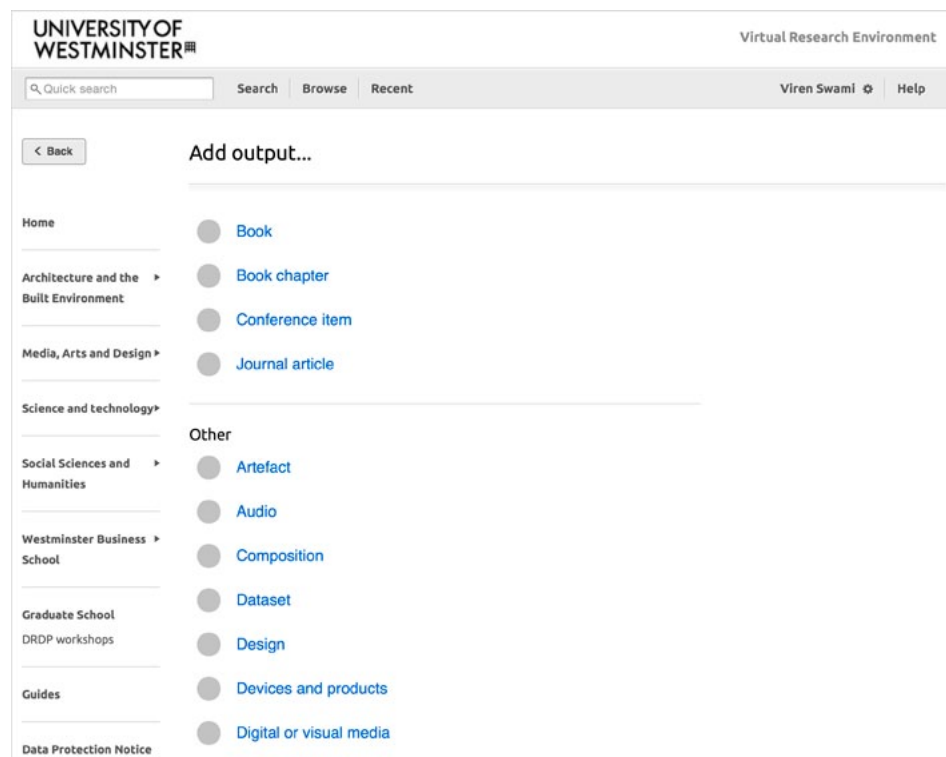 UNIVERSITY OF
WESTMINSTER
Virtual Research Environment
Quick search
Search
Browse
Recent
Viren Swami
Help
< Back
Add output...
Home
Architecture and the
Built Environment
Media, Arts and Design
Science and technology
Social Sciences and
Humanities
Westminster Business
School
Graduate School
DRDP workshops
Guides
Data Protection Notice
Book
Book chapter
Conference item
Journal article
Other
Artefact
Audio
Composition
Dataset
Design
Devices and products
Digital or visual media